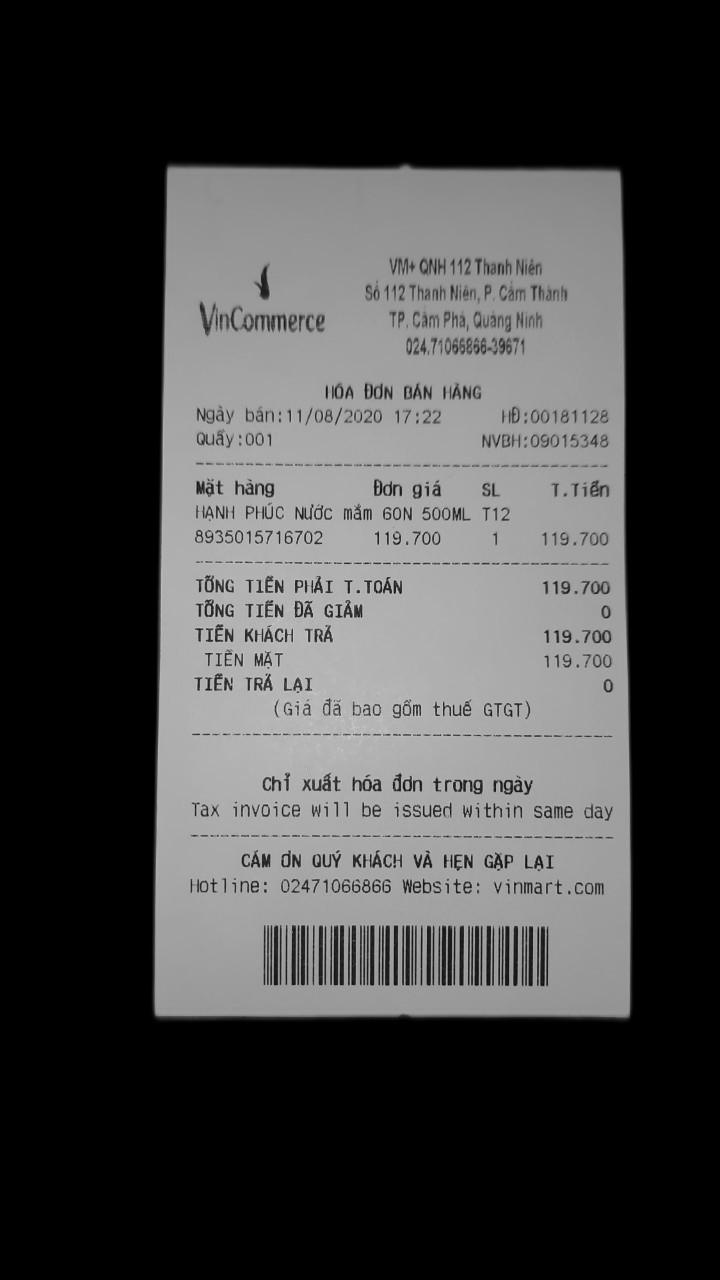 VinCommerce
VM+ QNH 112 Thanh Niên
Số 112 Thanh Niên, P. Cẩm Thành
TP. Cẩm Phả, Quảng Ninh
024.71066866-39671
HÓA ĐƠN BÁN HÀNG
Ngày bán:11/08/2020 17:22 HĐ:00181128
Quầy:001 NVBH:09015348
Mặt hàng Đơn giá SL T.Tiền
HẠNH PHÚC Nước mắm 60N 500ML T12
8935015716702 119.700 1 119.700
TỔNG TIỀN PHẢI T.TOÁN 119.700
TỔNG TIỀN ĐÃ GIẢM 0
TIỀN KHÁCH TRẢ 119.700
TIỀN MẶT 119.700
TIỀN TRẢ LẠI 0
(Giá đã bao gồm thuế GTGT)
Chỉ xuất hóa đơn trong ngày
Tax invoice will be issued within same day
CẢM ƠN QUÝ KHÁCH VÀ HẸN GẶP LẠI
Hotline: 02471066866 Website: vinmart.com